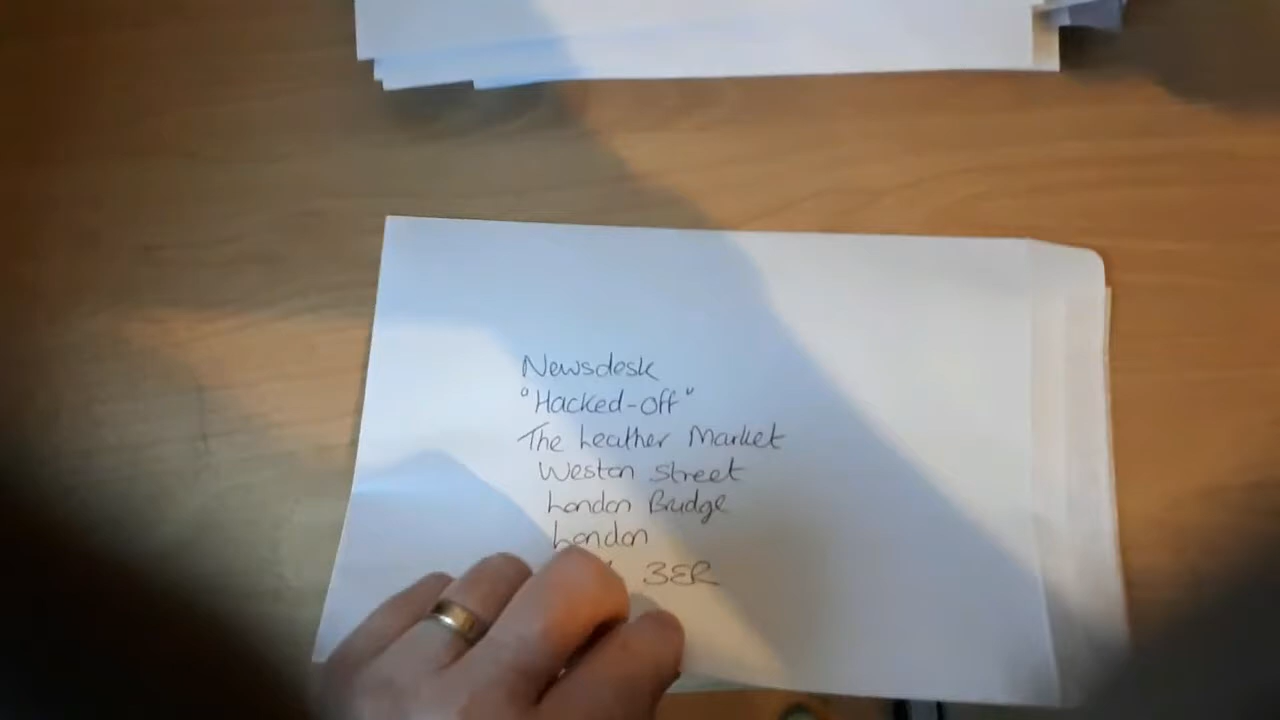 Newsdesk
"Hacked-off"
The Leather Market
Weston Street
London Bridge
London
3ER